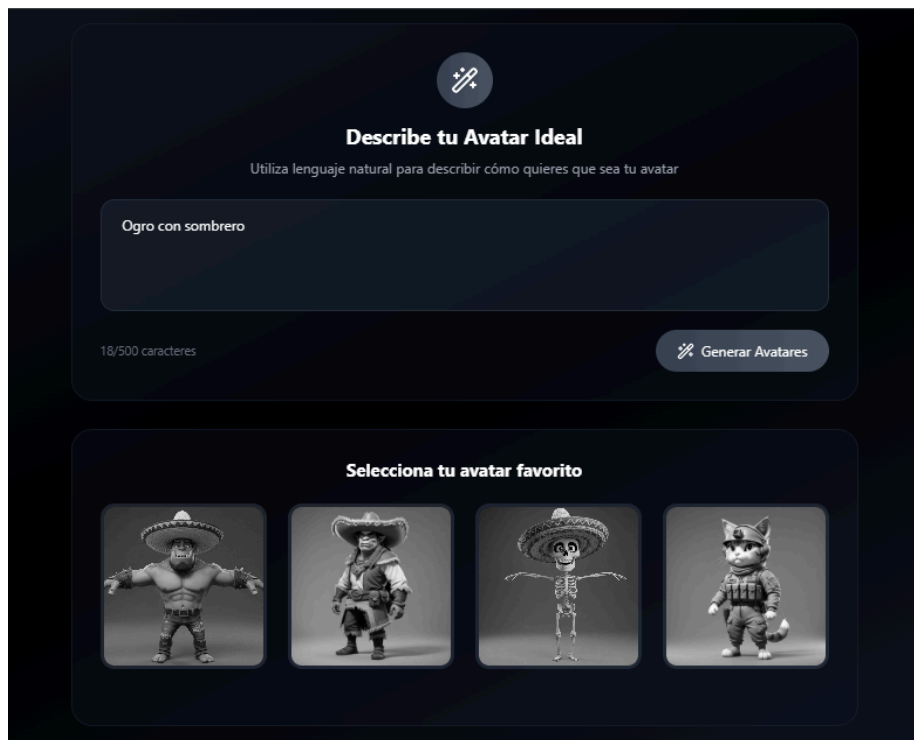 Describe tu Avatar Ideal
Utiliza lenguaje natural para describir cómo quieres que sea tu avatar
Ogro con sombrero
18/500 caracteres
Generar Avatares
Selecciona tu avatar favorito